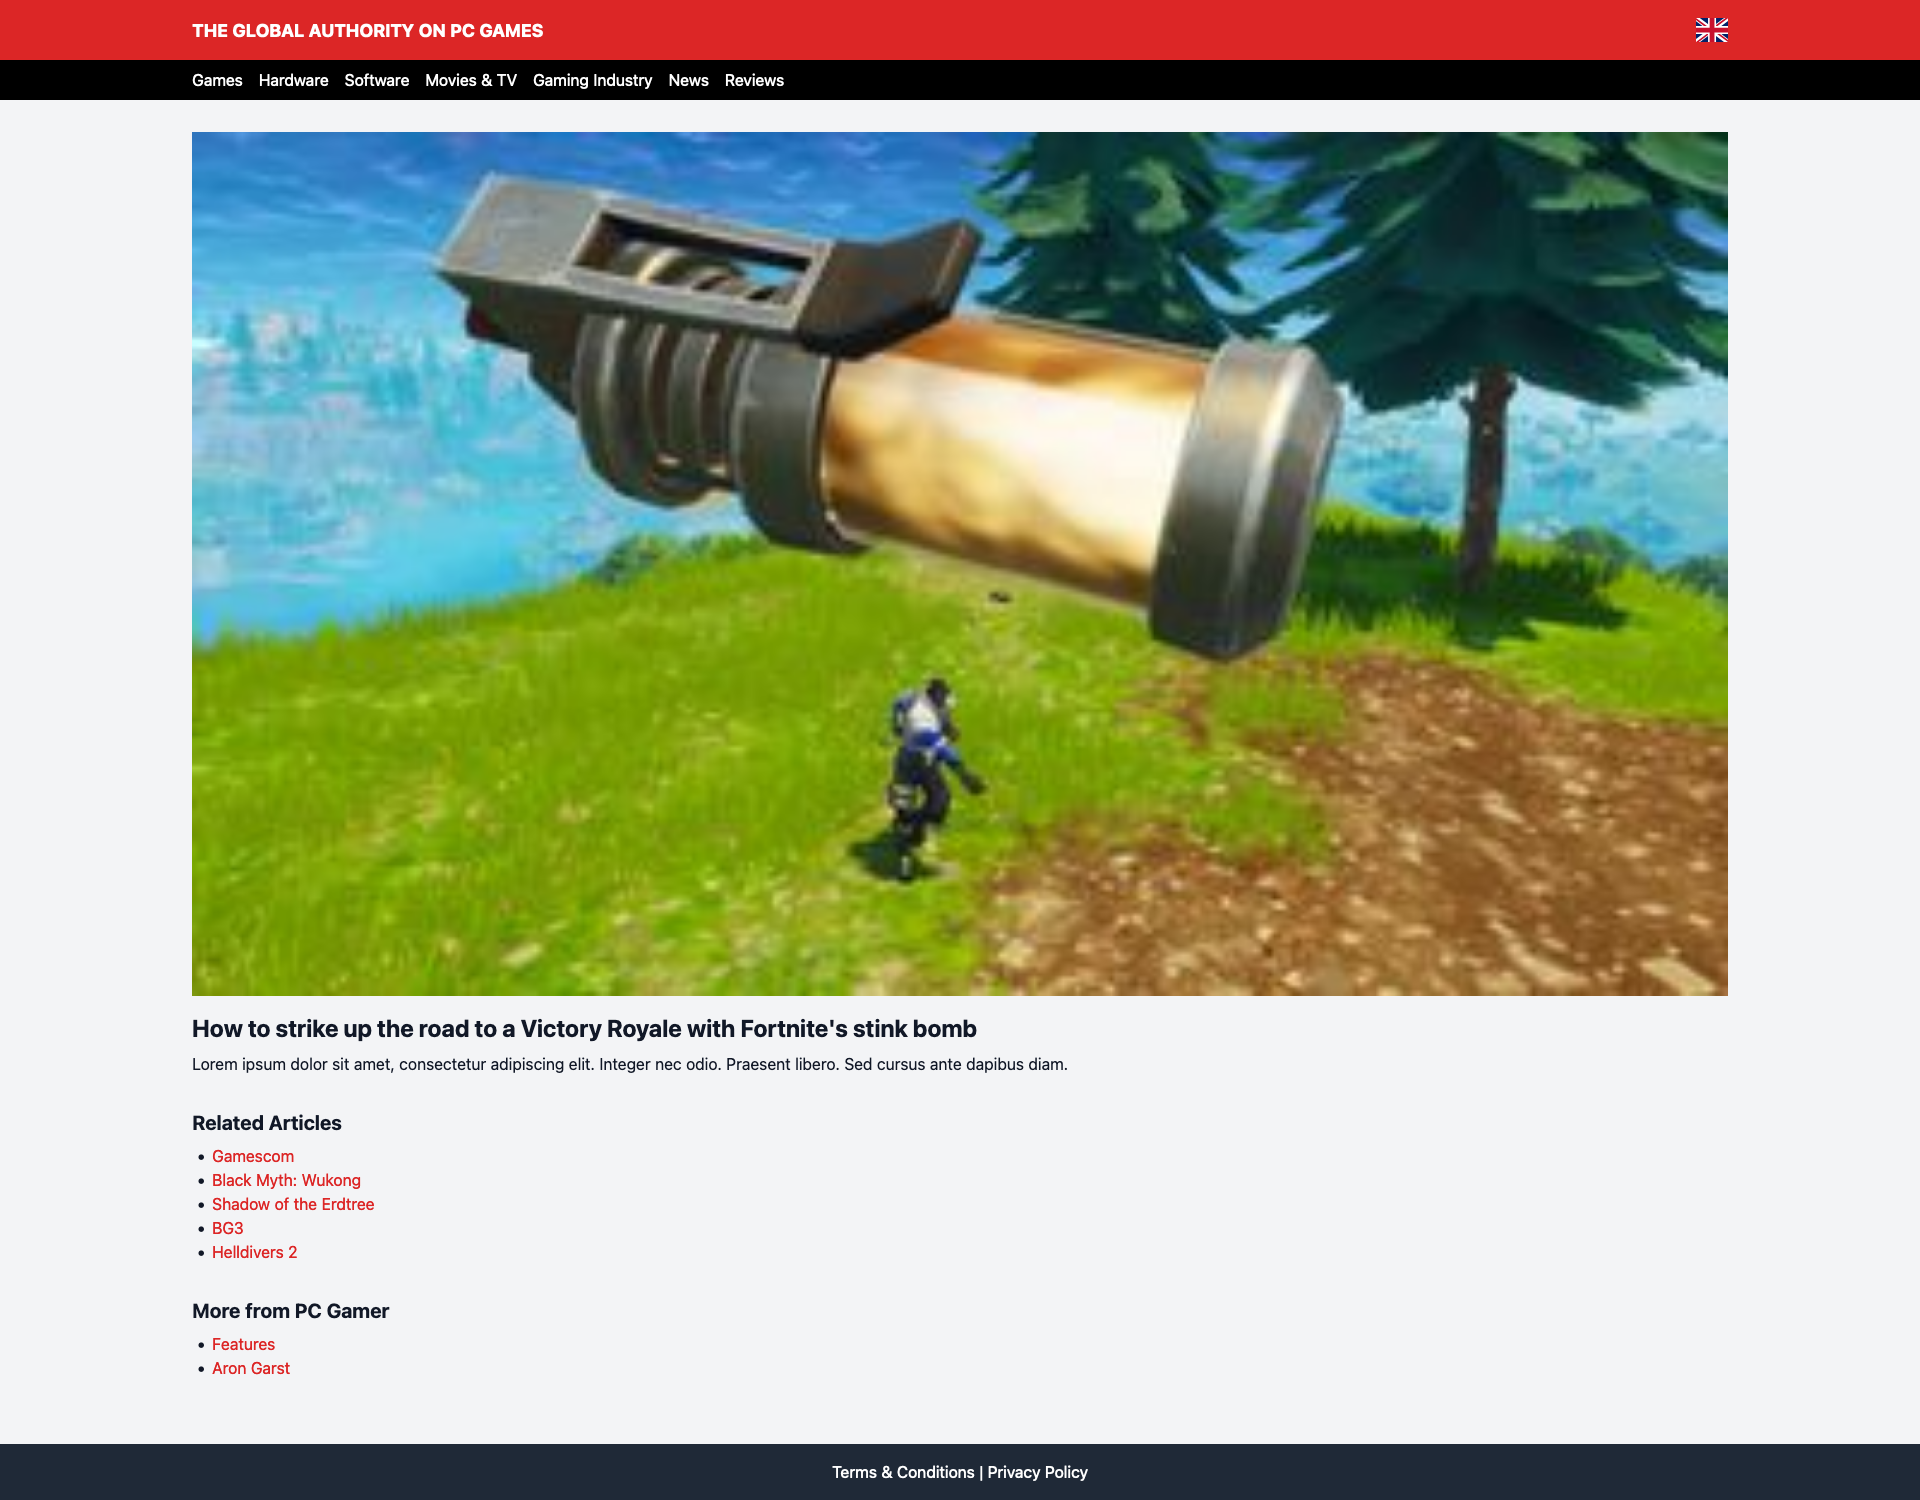 THE GLOBAL AUTHORITY ON PC GAMES
Games Hardware Software Movies & TV Gaming Industry News Reviews
How to strike up the road to a Victory Royale with Fortnite's stink bomb
Lorem ipsum dolor sit amet, consectetur adipiscing elit. Integer nec odio. Praesent libero. Sed cursus ante dapibus diam.
Related Articles
• Gamescom
• Black Myth: Wukong
• Shadow of the Erdtree
• BG3
• Helldivers 2
More from PC Gamer
• Features
• Aron Garst
Terms & Conditions | Privacy Policy